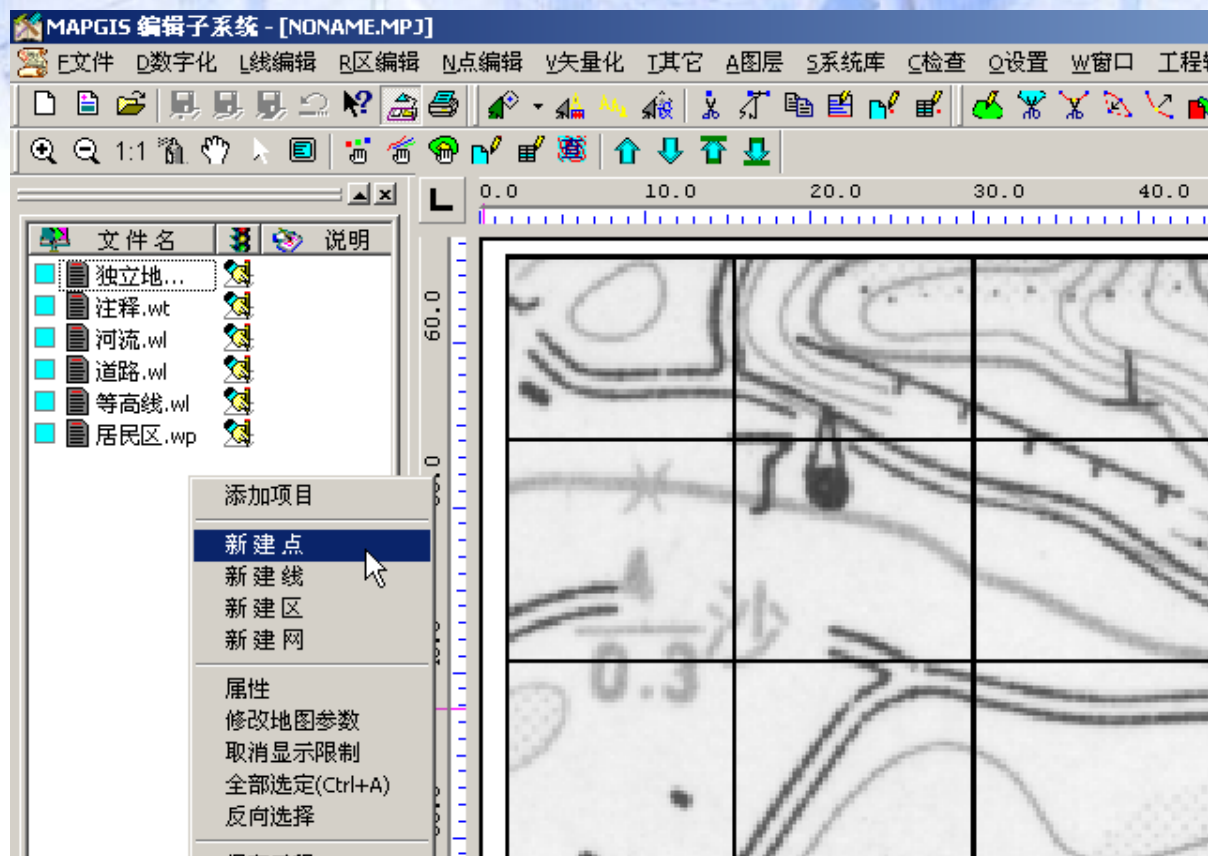 MAPGIS 编辑子系统 - [NONAME.MPJ]
F文件 D数字化 L线编辑 R区编辑 N点编辑 V矢量化 T其它 A图层 S系统库 C检查 O设置 W窗口 工程
1:1
0.0 10.0 20.0 30.0 40.0
文件名 说明
独立地...
注释.wt
河流.wl
道路.wl
等高线.wl
居民区.wp
60.0
添加项目
新建点
新建线
新建区
新建网
属性
修改地图参数
取消显示限制
全部选定(Ctrl+A)
反向选择
7
沙
0.3